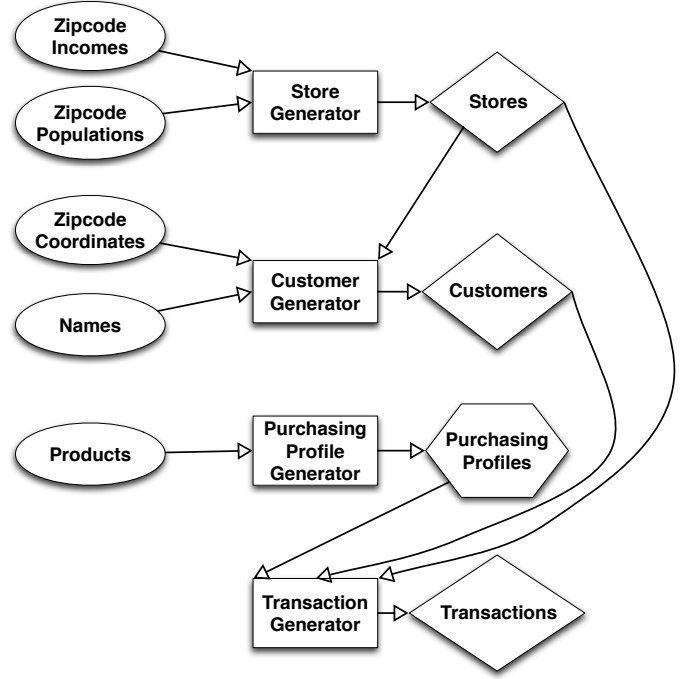 Zipcode
Incomes
Store
Generator
Stores
Zipcode
Populations
Zipcode
Coordinates
Customer
Generator
Customers
Names
Products
Purchasing
Profile
Generator
Purchasing
Profiles
Transaction
Generator
Transactions